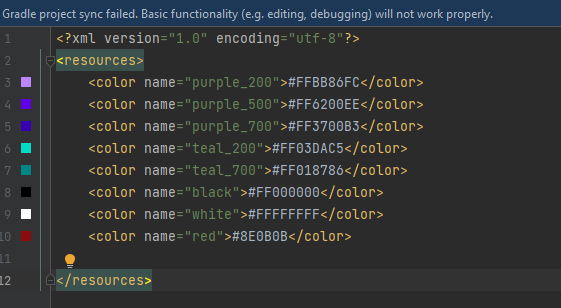 Gradle project sync failed. Basic functionality (e.g. editing, debugging) will not work properly.
1 <?xml version="1.0" encoding="utf-8"?>
2 <resources>
3 <color name="purple_200">#FFBB86FC</color>
4 <color name="purple_500">#FF6200EE</color>
5 <color name="purple_700">#FF3700B3</color>
6 <color name="teal_200">#FF03DAC5</color>
7 <color name="teal_700">#FF018786</color>
8 <color name="black">#FF000000</color>
9 <color name="white">#FFFFFFFF</color>
10 <color name="red">#8E0B0B</color>
11
12 </resources>